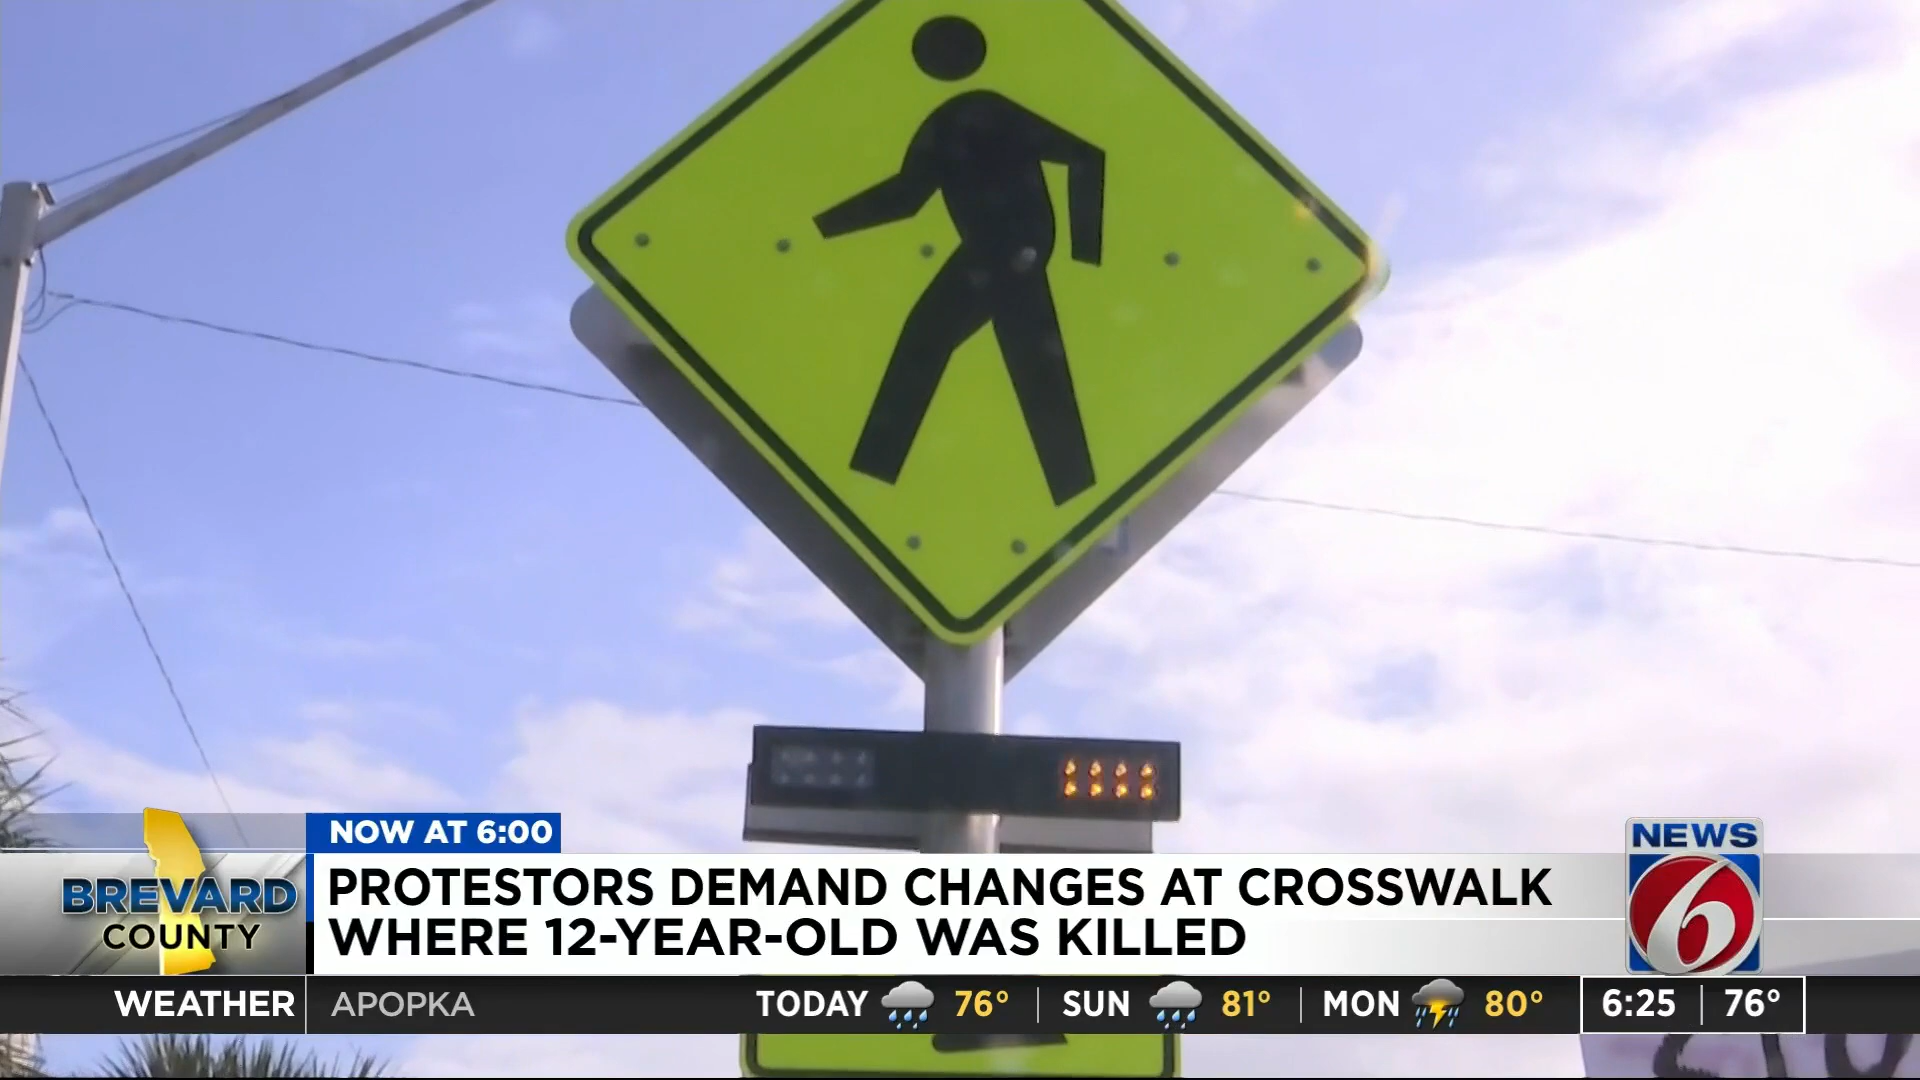 NOW AT 6:00
BREVARD
COUNTY
PROTESTORS DEMAND CHANGES AT CROSSWALK
WHERE 12-YEAR-OLD WAS KILLED
NEWS
6
WEATHER
APOPKA
TODAY 76° SUN 81° MON 80°
6:25 76°